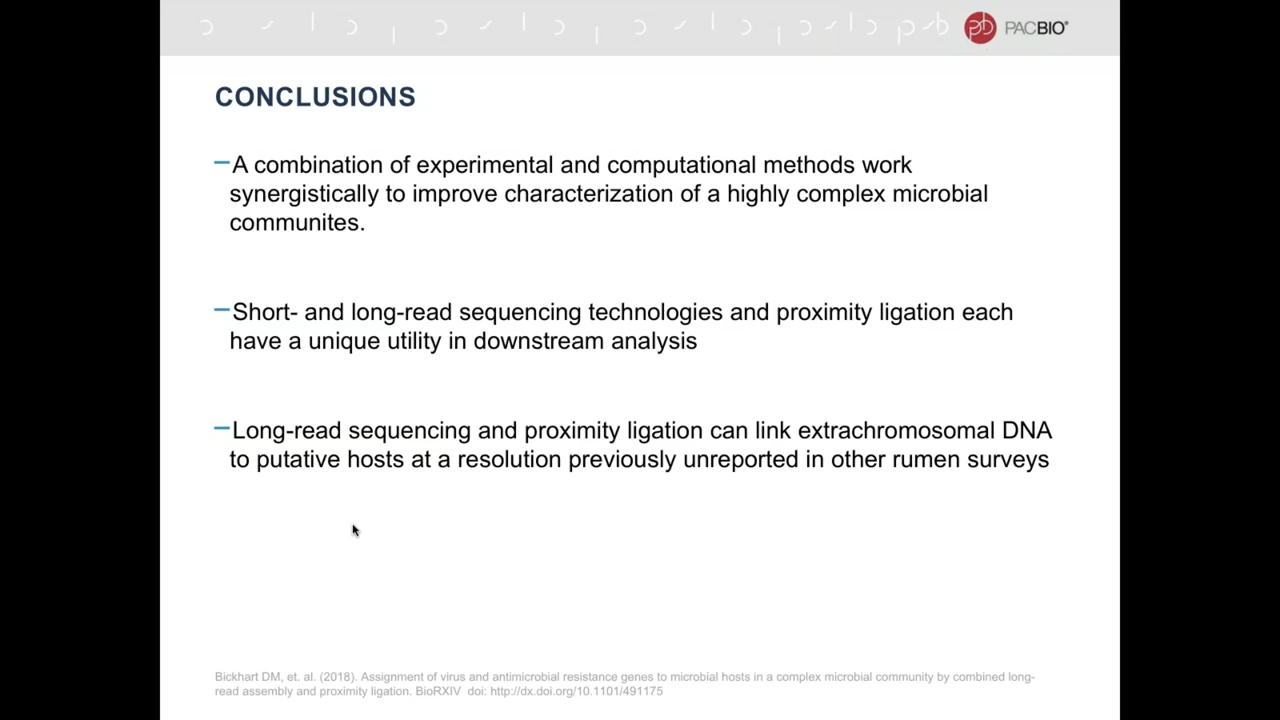 PACBIO®
CONCLUSIONS
–A combination of experimental and computational methods work
synergistically to improve characterization of a highly complex microbial
communites.
–Short- and long-read sequencing technologies and proximity ligation each
have a unique utility in downstream analysis
–Long-read sequencing and proximity ligation can link extrachromosomal DNA
to putative hosts at a resolution previously unreported in other rumen surveys
Bickhart DM, et. al. (2018). Assignment of virus and antimicrobial resistance genes to microbial hosts in a complex microbial community by combined long-
read assembly and proximity ligation. BioRXIV doi: http://dx.doi.org/10.1101/491175